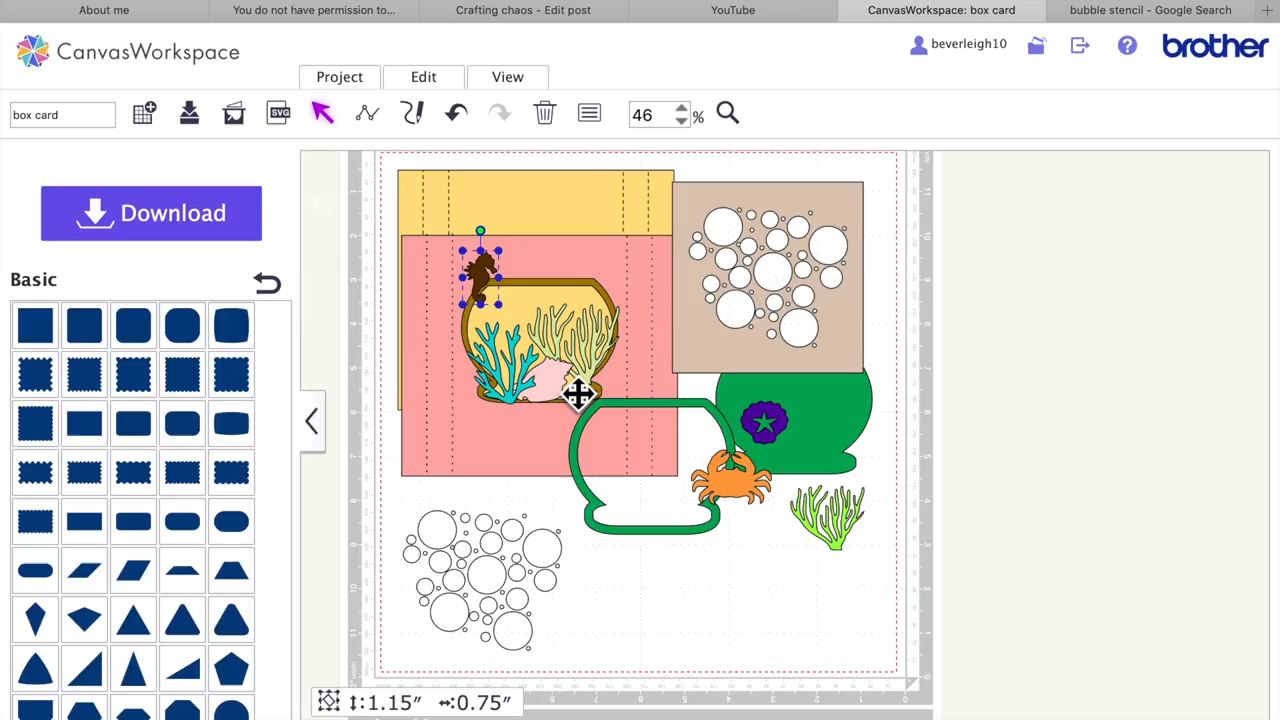 About me
You do not have permission to...
Crafting chaos - Edit post
YouTube
CanvasWorkspace: box card
bubble stencil - Google Search
CanvasWorkspace
beverleigh10
brother
Project
Edit
View
box card
SVG
46
%
Download
Basic
1.15”
0.75”